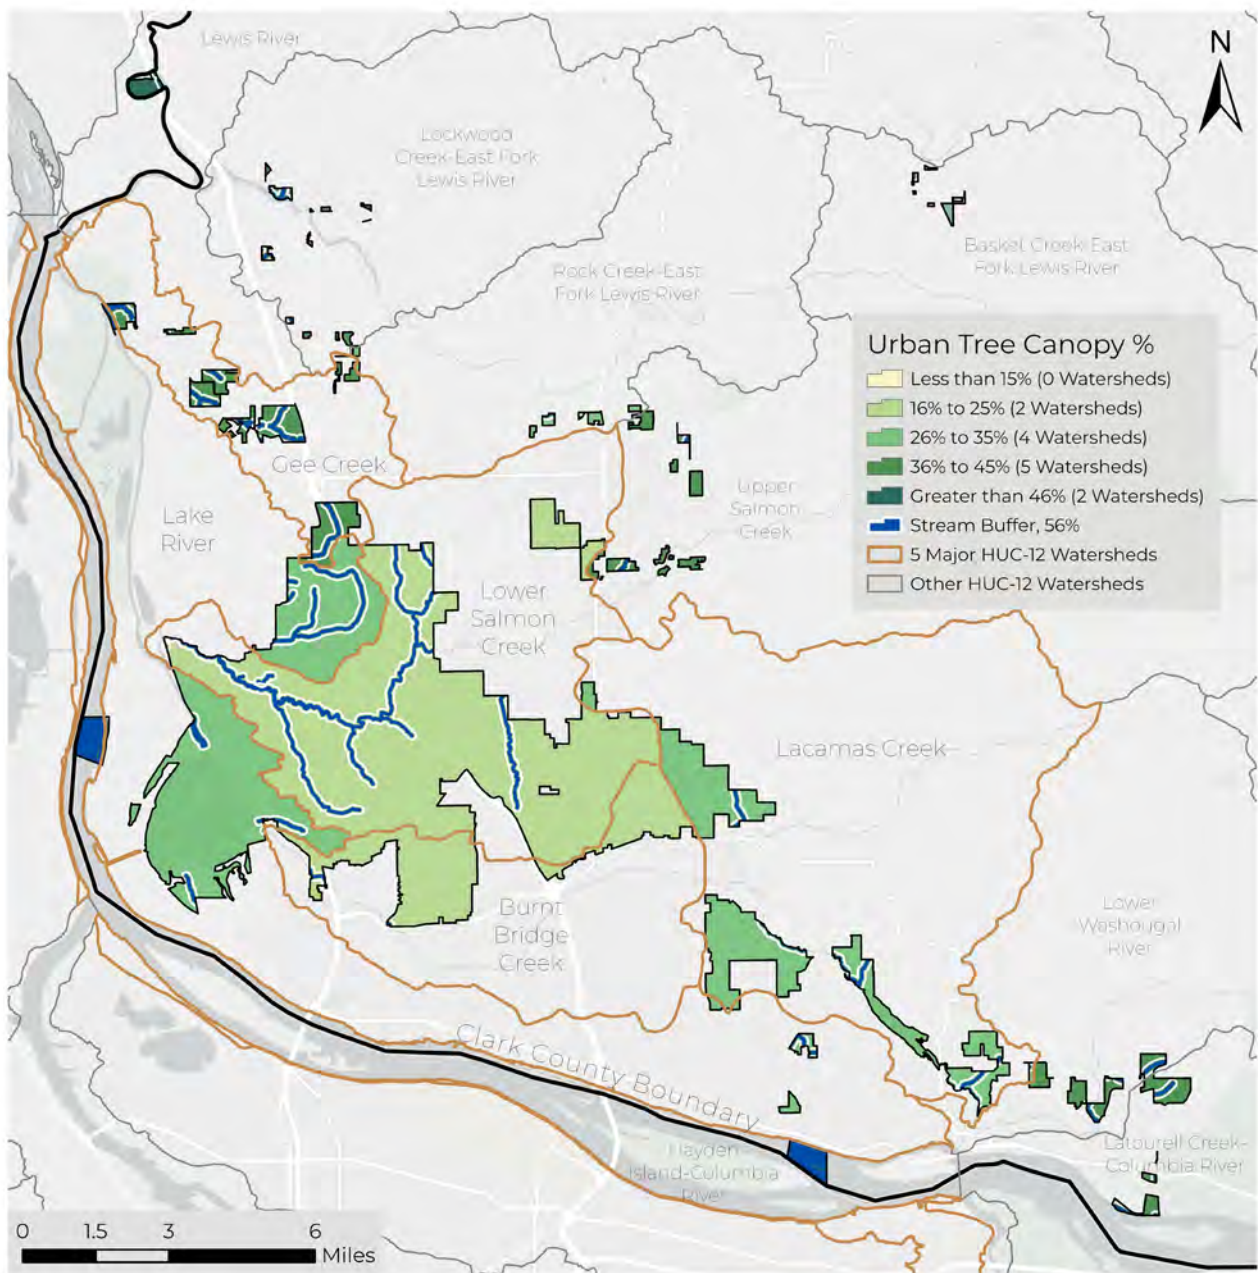 Lewis River
N
Lockwood
Creek-East Fork
Lewis River
Basket Creek-East
Fork Lewis River
Rock Creek-East
Fork Lewis River
Urban Tree Canopy %
Less than 15% (0 Watersheds)
16% to 25% (2 Watersheds)
26% to 35% (4 Watersheds)
36% to 45% (5 Watersheds)
Greater than 46% (2 Watersheds)
Stream Buffer, 56%
5 Major HUC-12 Watersheds
Other HUC-12 Watersheds
Gee Creek
Upper
Salmon
Creek
Lake
River
Lower
Salmon
Creek
Lacamas Creek
Burnt
Bridge
Creek
Lower
Washougal
River
Clark County Boundary
Hayden
Island-Columbia
River
Latourell Creek-
Columbia River
0 1.5 3 6
Miles